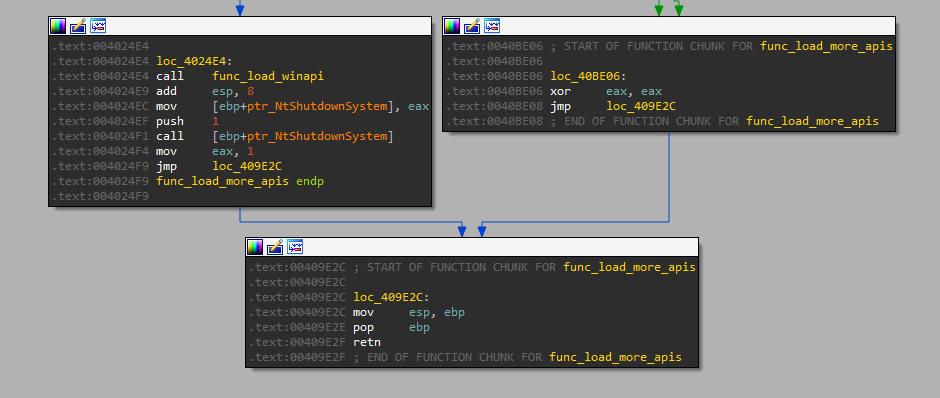 .text:004024E4
.text:004024E4 loc_4024E4:
.text:004024E4 call    func_load_winapi
.text:004024E9 add     esp, 8
.text:004024EC mov     [ebp+ptr_NtShutdownSystem], eax
.text:004024EF push    1
.text:004024F1 call    [ebp+ptr_NtShutdownSystem]
.text:004024F4 mov     eax, 1
.text:004024F9 jmp     loc_409E2C
.text:004024F9 func_load_more_apis endp
.text:004024F9
.text:0040BE06 ; START OF FUNCTION CHUNK FOR func_load_more_apis
.text:0040BE06
.text:0040BE06 loc_40BE06:
.text:0040BE06 xor     eax, eax
.text:0040BE08 jmp     loc_409E2C
.text:0040BE08 ; END OF FUNCTION CHUNK FOR func_load_more_apis
.text:00409E2C ; START OF FUNCTION CHUNK FOR func_load_more_apis
.text:00409E2C
.text:00409E2C loc_409E2C:
.text:00409E2C mov     esp, ebp
.text:00409E2E pop     ebp
.text:00409E2F retn
.text:00409E2F ; END OF FUNCTION CHUNK FOR func_load_more_apis